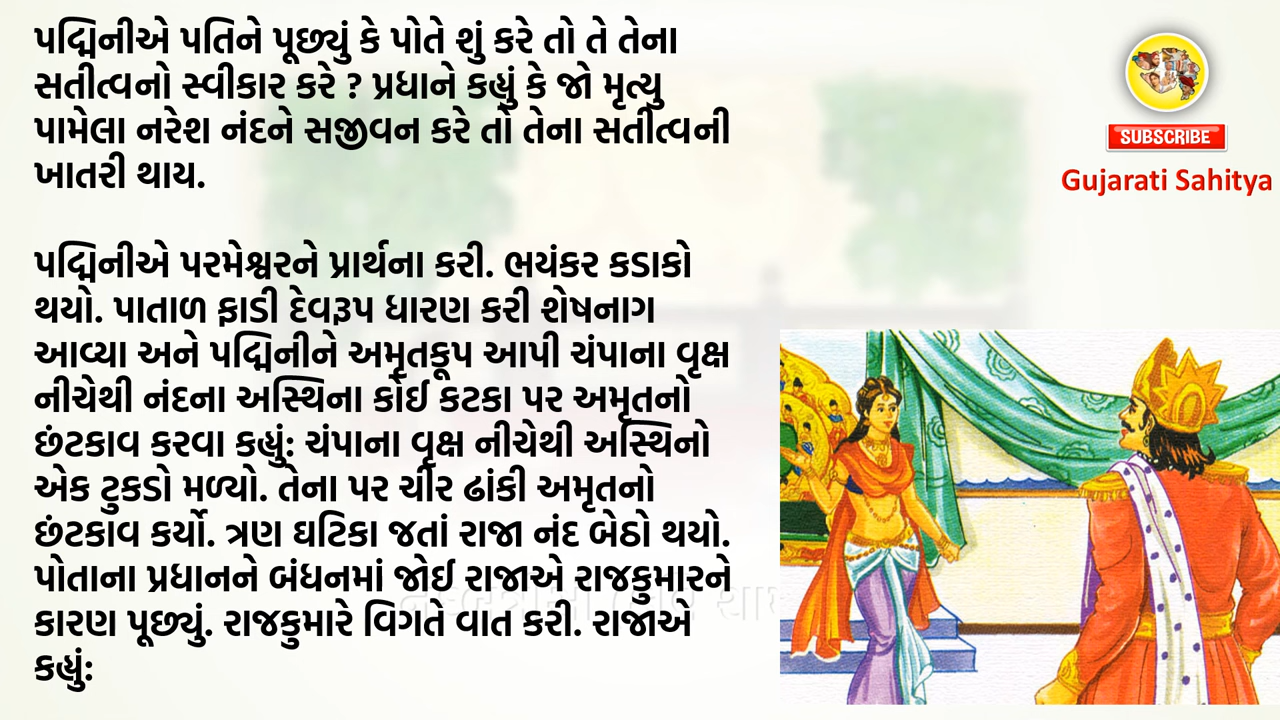 પદ્મિનીએ પતિને પૂછ્યું કે પોતે શું કરે તો તે તેના
સતીત્વનો સ્વીકાર કરે ? પ્રધાને કહ્યું કે જો મૃત્યુ
પામેલા નરેશ નંદને સજીવન કરે તો તેના સતીત્વની
ખાતરી થાય.
પદ્મિનીએ પરમેશ્વરને પ્રાર્થના કરી. ભયંકર કડાકો
થયો. પાતાળ ફાડી દેવરૂપ ધારણ કરી શેષનાગ
આવ્યા અને પદ્મિનીને અમૃતકૂપ આપી ચંપાના વૃક્ષ
નીચેથી નંદના અસ્થિના કોઈ કટકા પર અમૃતનો
છંટકાવ કરવા કહ્યું: ચંપાના વૃક્ષ નીચેથી અસ્થિનો
એક ટુકડો મળ્યો. તેના પર ચીર ઢાંકી અમૃતનો
છંટકાવ કર્યો. ત્રણ ઘટિકા જતાં રાજા નંદ બેઠો થયો.
પોતાના પ્રધાનને બંધનમાં જોઈ રાજાએ રાજકુમારને
કારણ પૂછ્યું. રાજકુમારે વિગતે વાત કરી. રાજાએ
કહ્યું:
SUBSCRIBE
Gujarati Sahitya